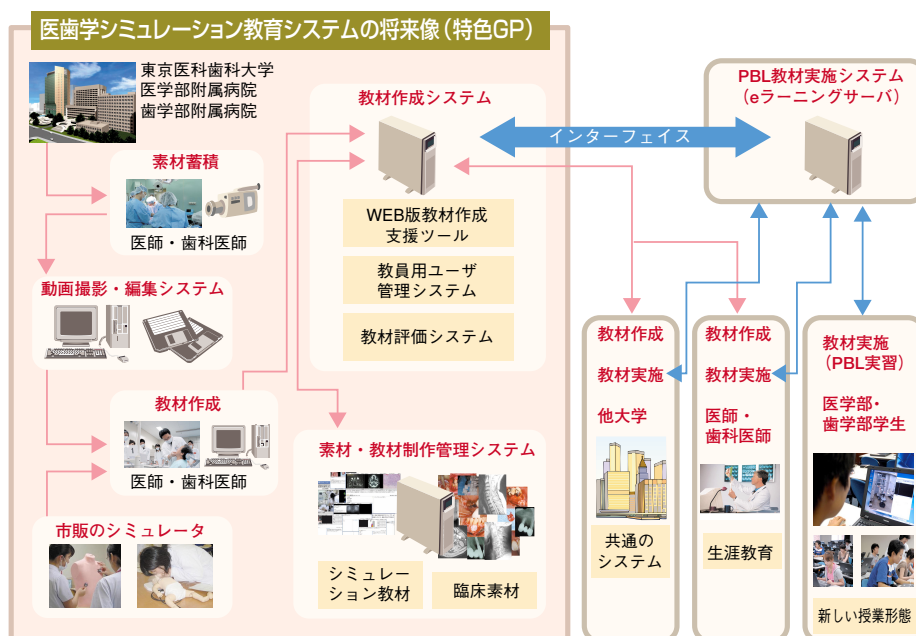 医歯学シミュレーション教育システムの将来像(特色GP)
東京医科歯科大学
医学部附属病院
歯学部附属病院
素材蓄積
医師・歯科医師
動画撮影・編集システム
教材作成
医師・歯科医師
市販のシミュレータ
教材作成システム
WEB版教材作成
支援ツール
教員用ユーザ
管理システム
教材評価システム
素材・教材制作管理システム
シミュレー
ション教材
臨床素材
インターフェイス
PBL教材実施システム
(eラーニングサーバ)
教材作成
教材実施
他大学
共通の
システム
教材作成
教材実施
医師・
歯科医師
生涯教育
教材実施
(PBL実習)
医学部・
歯学部学生
新しい授業形態